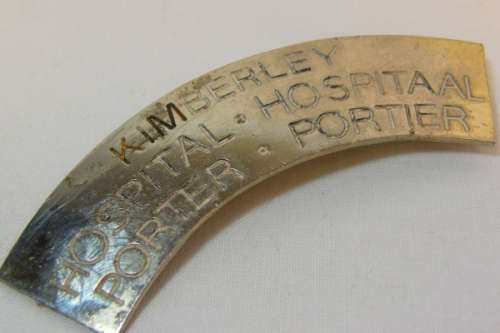 KIMBERLEY
HOSPITAL · HOSPITAAL
PORTER · PORTIER